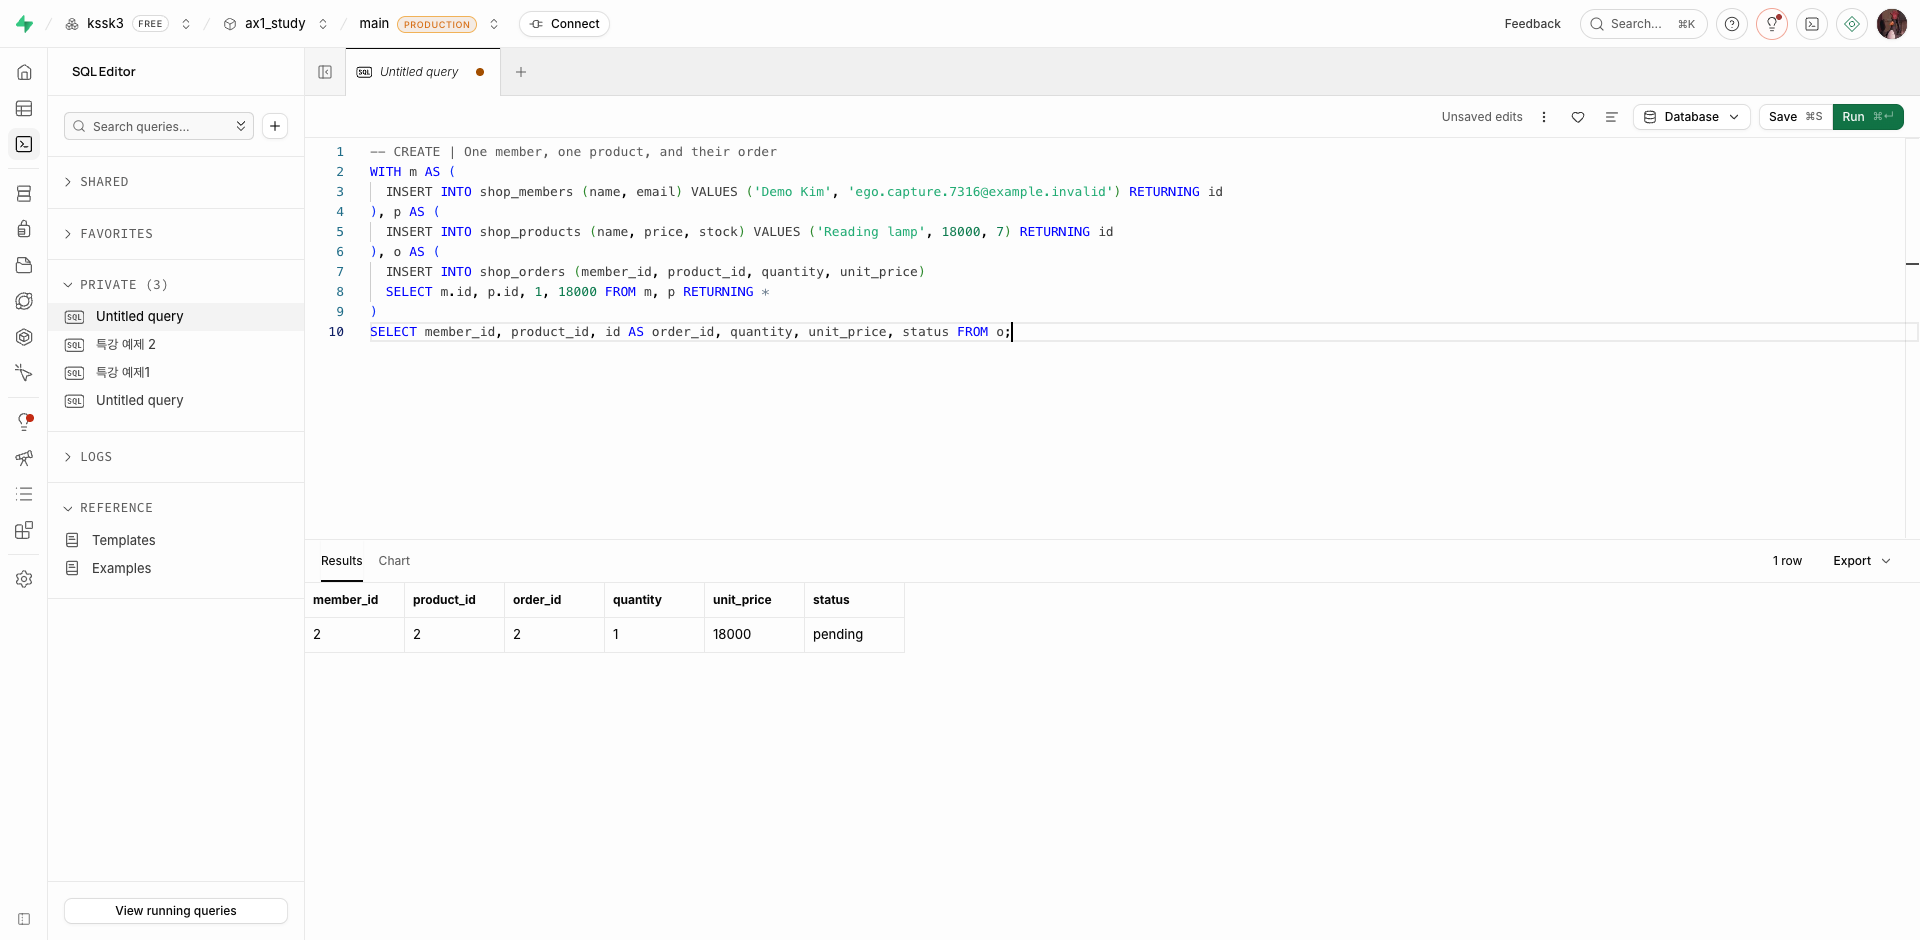 kssk3 FREE ax1_study main PRODUCTION Connect Feedback Search... ⌘K
SQL Editor
Untitled query
Search queries...
Unsaved edits Database Save ⌘S Run ⌘↵
SHARED
FAVORITES
PRIVATE (3)
SQL Untitled query
SQL 특강 예제 2
SQL 특강 예제1
SQL Untitled query
LOGS
REFERENCE
Templates
Examples
View running queries
1 -- CREATE | One member, one product, and their order
2 WITH m AS (
3 INSERT INTO shop_members (name, email) VALUES ('Demo Kim', 'ego.capture.7316@example.invalid') RETURNING id
4 ), p AS (
5 INSERT INTO shop_products (name, price, stock) VALUES ('Reading lamp', 18000, 7) RETURNING id
6 ), o AS (
7 INSERT INTO shop_orders (member_id, product_id, quantity, unit_price)
8 SELECT m.id, p.id, 1, 18000 FROM m, p RETURNING *
9 )
10 SELECT member_id, product_id, id AS order_id, quantity, unit_price, status FROM o;
Results Chart 1 row Export
member_id product_id order_id quantity unit_price status
2 2 2 1 18000 pending